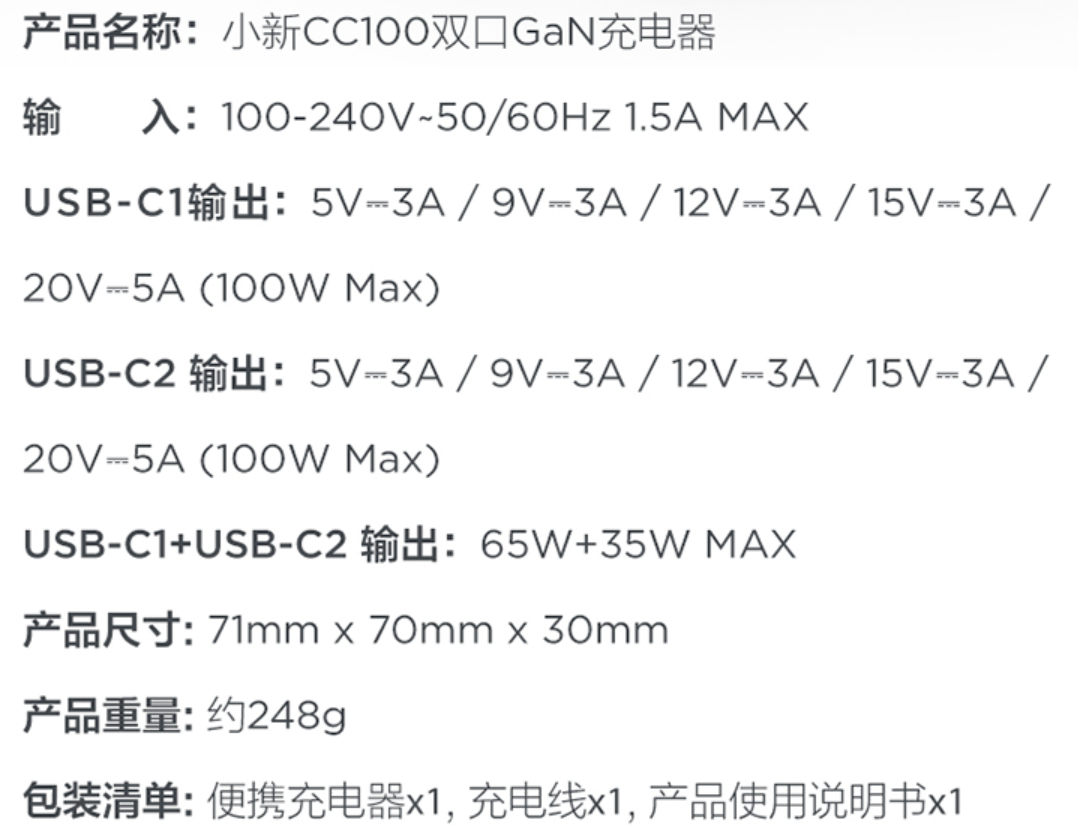 产品名称：小新CC100双口GaN充电器
输　　入：100-240V~50/60Hz 1.5A MAX
USB-C1输出：5V⎓3A / 9V⎓3A / 12V⎓3A / 15V⎓3A /
20V⎓5A (100W Max)
USB-C2 输出：5V⎓3A / 9V⎓3A / 12V⎓3A / 15V⎓3A /
20V⎓5A (100W Max)
USB-C1+USB-C2 输出：65W+35W MAX
产品尺寸: 71mm x 70mm x 30mm
产品重量: 约248g
包装清单: 便携充电器x1, 充电线x1, 产品使用说明书x1